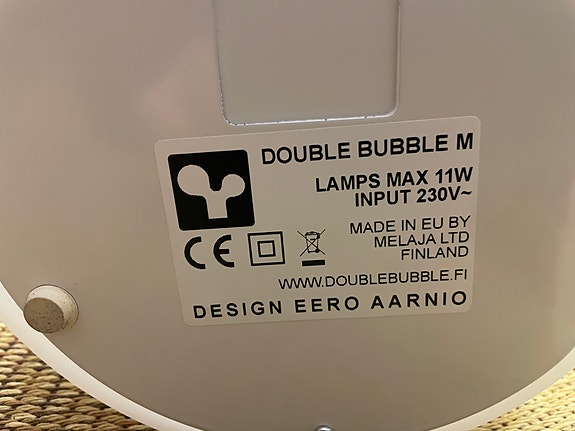 DOUBLE BUBBLE M
LAMPS MAX 11W
INPUT 230V~
MADE IN EU BY
MELAJA LTD
FINLAND
CE
WWW.DOUBLEBUBBLE.FI
DESIGN EERO AARNIO